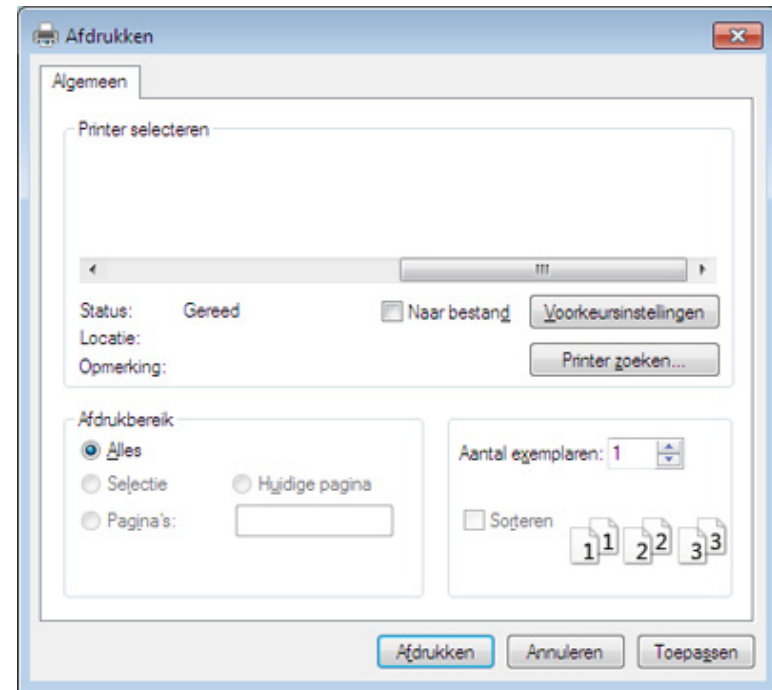 Afdrukken
Algemeen
Printer selecteren
Status: Gereed
Naar bestand
Voorkeursinstellingen
Locatie:
Opmerking:
Printer zoeken...
Afdrukbereik
Alles
Selectie
Huidige pagina
Pagina's:
Aantal exemplaren: 1
Sorteren
1 1 2 2 3 3
Afdrukken
Annuleren
Toepassen